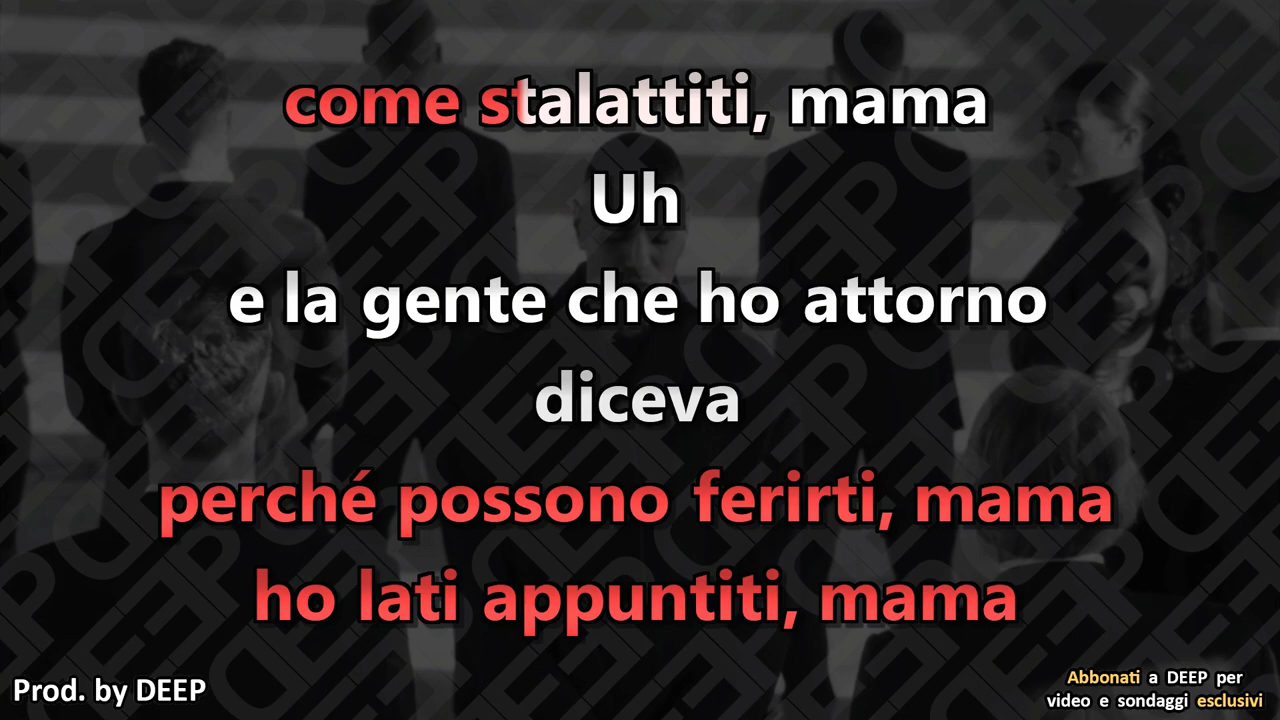 come stalattiti, mama
Uh
e la gente che ho attorno
diceva
perché possono ferirti, mama
ho lati appuntiti, mama
Prod. by DEEP
Abbonati a DEEP per
video e sondaggi esclusivi